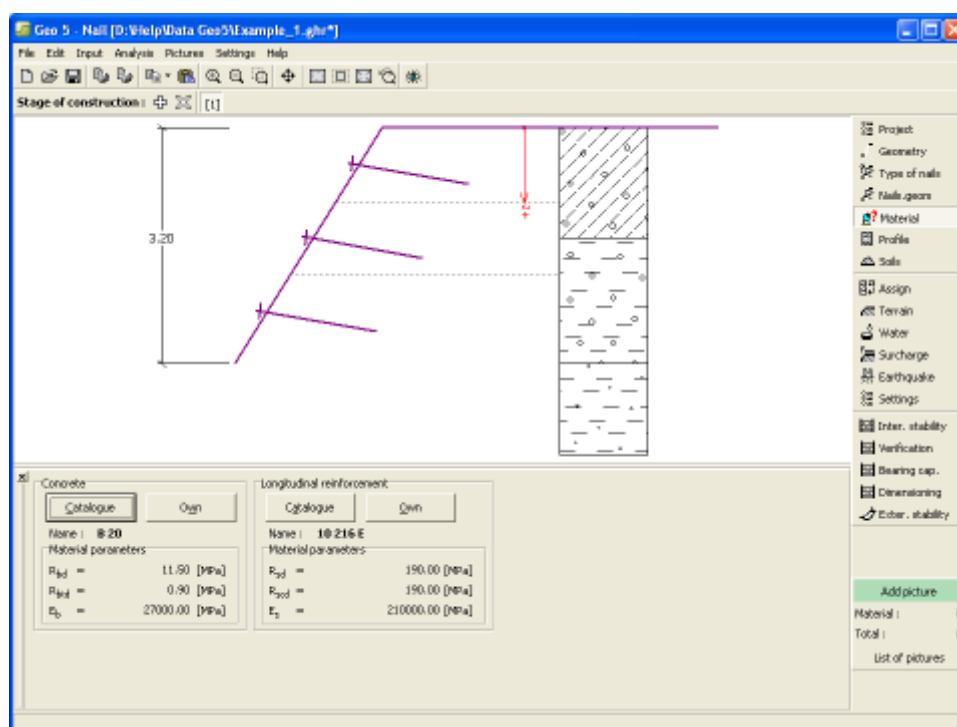 Geo 5 - Nail [D:\Help\Data Geo5\Example_1.ghr*]
File Edit Input Analysis Pictures Settings Help
Stage of construction: [1]
3.20
Project
Geometry
Type of nails
Nails.geom
Material
Profile
Soils
Assign
Terrain
Water
Surcharge
Earthquake
Settings
Inter. stability
Verification
Bearing cap.
Dimensioning
Exter. stability
Add picture
Material :
Total :
List of pictures
Concrete
Catalogue Own
Name : B 20
Material parameters
Rbd = 11.50 [MPa]
Rbtd = 0.90 [MPa]
Eb = 27000.00 [MPa]
Longitudinal reinforcement
Catalogue Own
Name : 10 216 E
Material parameters
Rsd = 190.00 [MPa]
Rscd = 190.00 [MPa]
Es = 210000.00 [MPa]